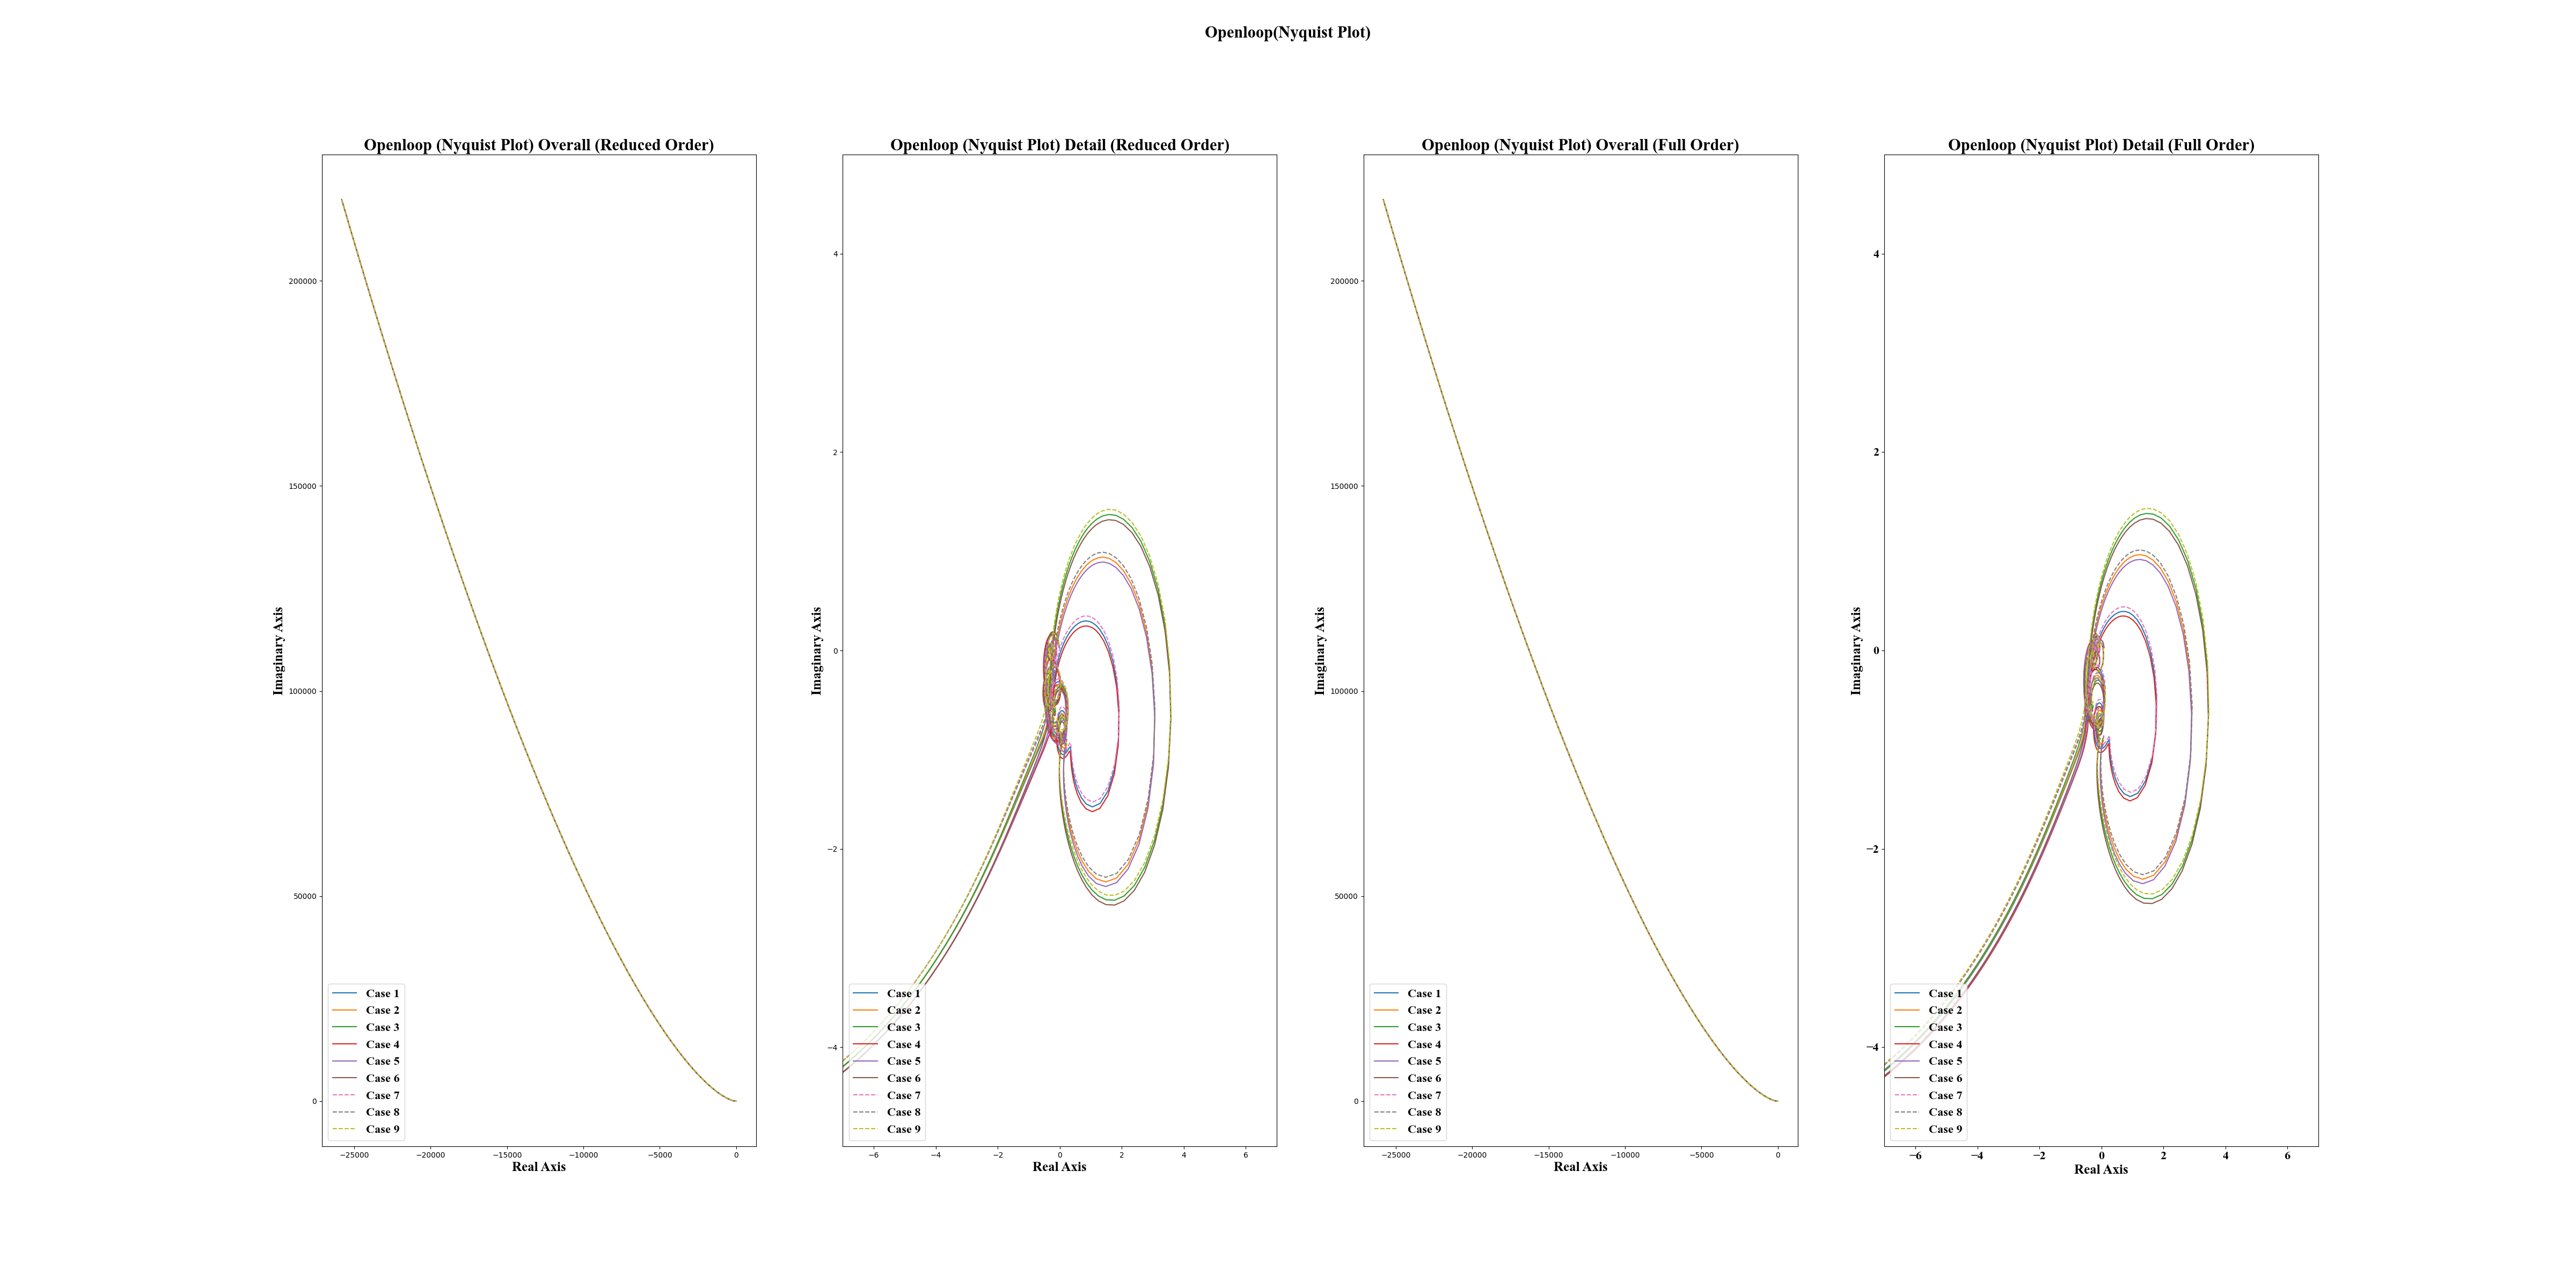 Openloop(Nyquist Plot)
Openloop (Nyquist Plot) Overall (Reduced Order)
Imaginary Axis
200000
150000
100000
50000
0
−25000 −20000 −15000 −10000 −5000 0
Real Axis
Case 1
Case 2
Case 3
Case 4
Case 5
Case 6
Case 7
Case 8
Case 9
Openloop (Nyquist Plot) Detail (Reduced Order)
Imaginary Axis
4
2
0
−2
−4
−6 −4 −2 0 2 4 6
Real Axis
Case 1
Case 2
Case 3
Case 4
Case 5
Case 6
Case 7
Case 8
Case 9
Openloop (Nyquist Plot) Overall (Full Order)
Imaginary Axis
200000
150000
100000
50000
0
−25000 −20000 −15000 −10000 −5000 0
Real Axis
Case 1
Case 2
Case 3
Case 4
Case 5
Case 6
Case 7
Case 8
Case 9
Openloop (Nyquist Plot) Detail (Full Order)
Imaginary Axis
4
2
0
−2
−4
−6 −4 −2 0 2 4 6
Real Axis
Case 1
Case 2
Case 3
Case 4
Case 5
Case 6
Case 7
Case 8
Case 9